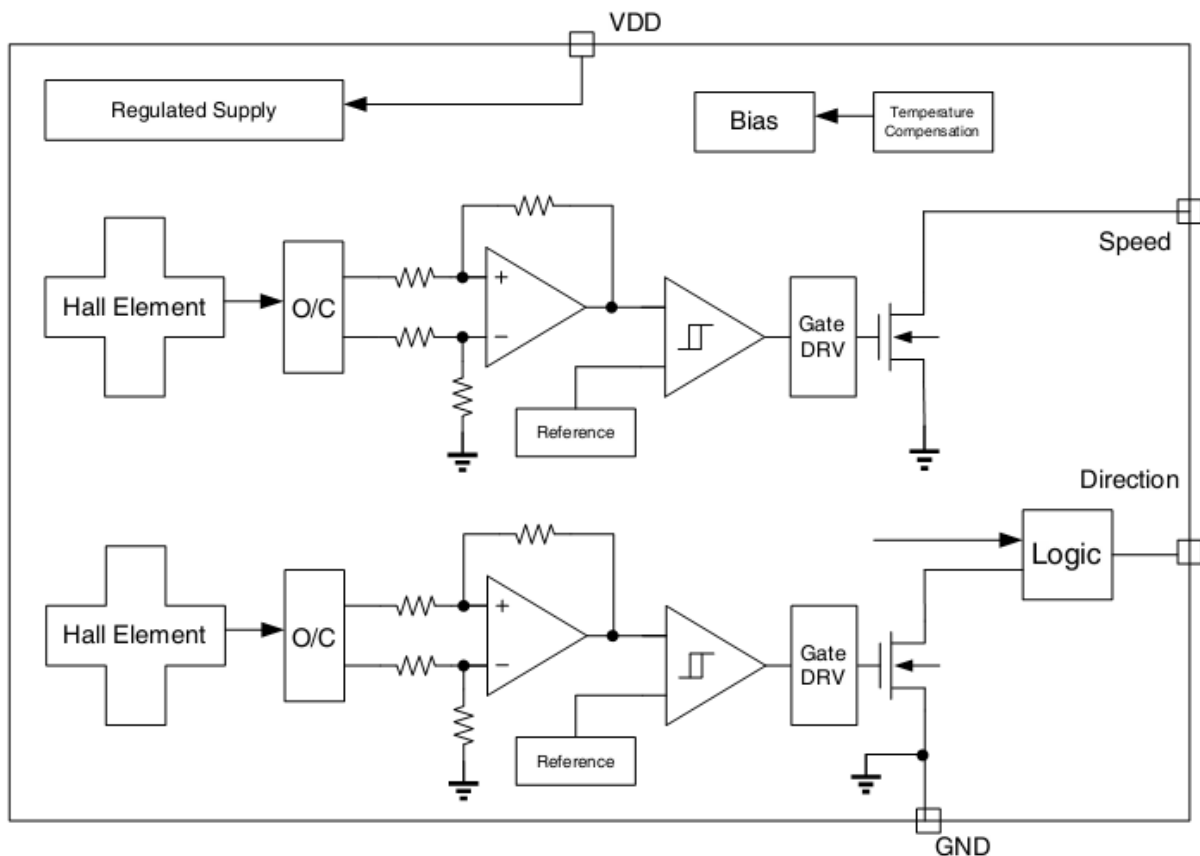 VDD
Regulated Supply
Bias
Temperature
Compensation
Speed
Hall Element
O/C
+
−
Gate
DRV
Reference
Direction
Logic
Hall Element
O/C
+
−
Gate
DRV
Reference
GND